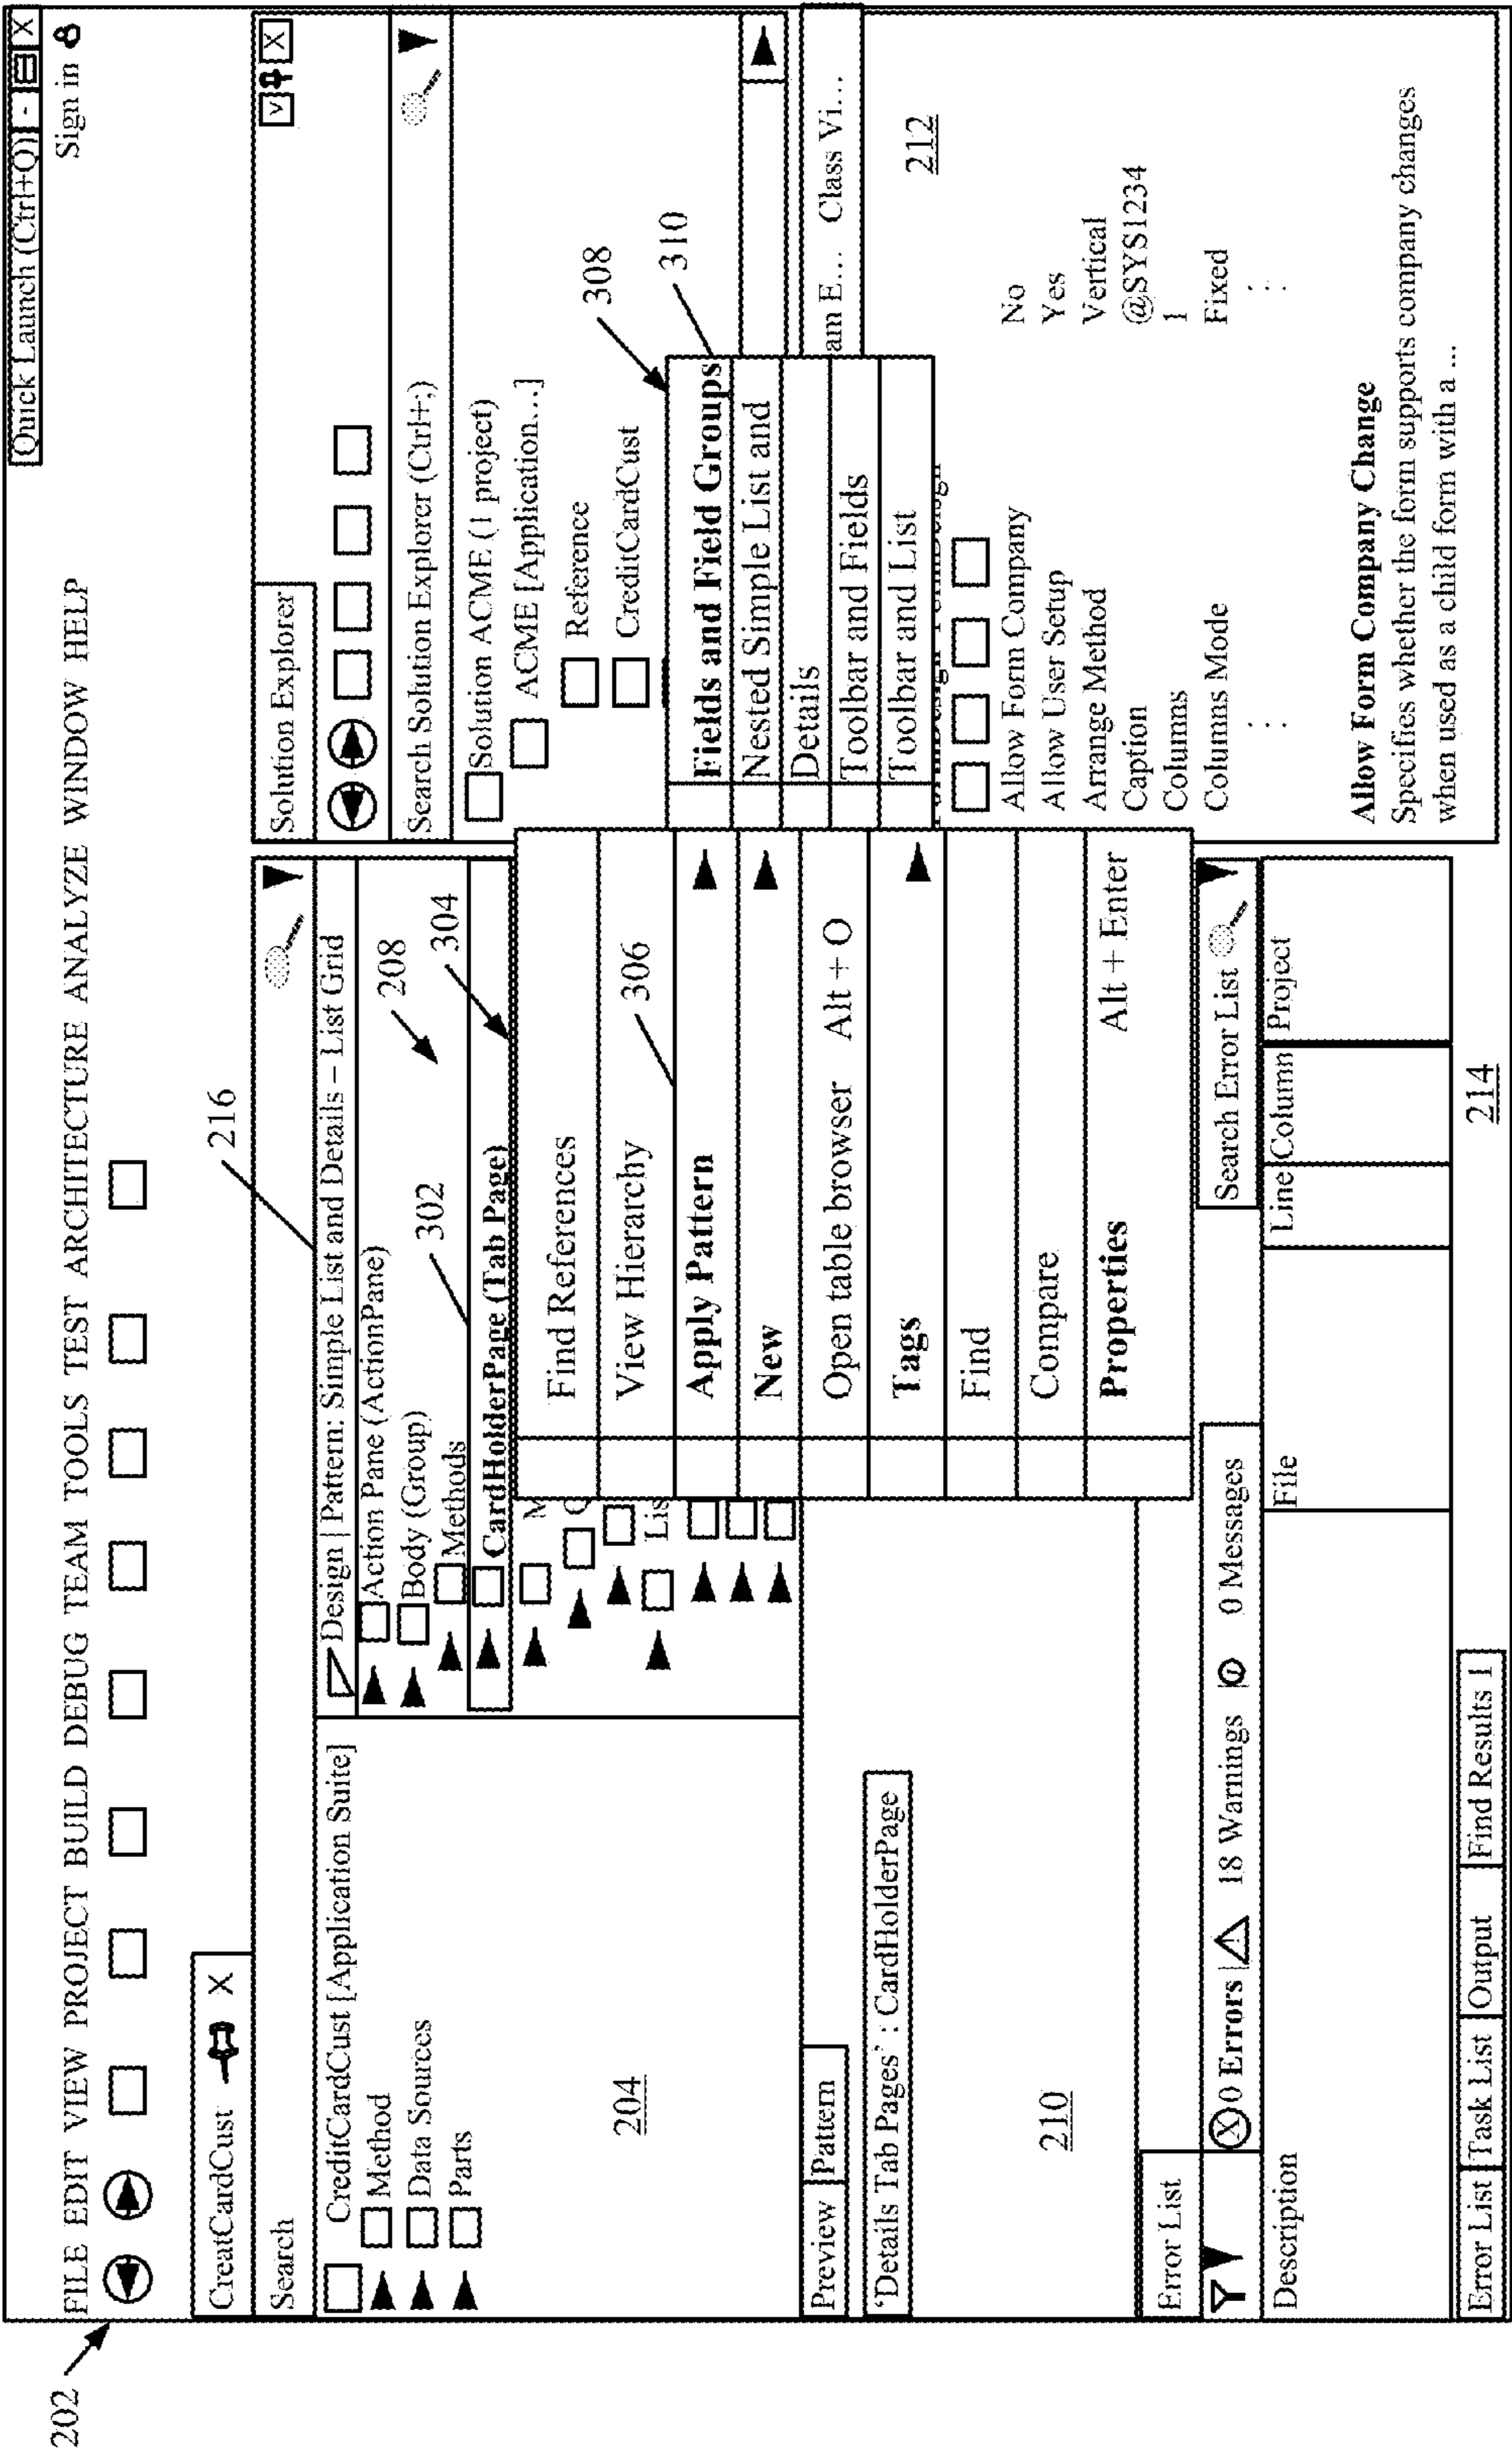 202
Quick Launch (Ctrl+Q) - X
FILE EDIT VIEW PROJECT BUILD DEBUG TEAM TOOLS TEST ARCHITECTURE ANALYZE WINDOW HELP
Sign in
CreatCardCust X
216
Search
CreditCardCust [Application Suite]
Method
Data Sources
Parts
204
Design | Pattern: Simple List and Details – List Grid
Action Pane (ActionPane)
Body (Group)
Methods
CardHolderPage (Tab Page)
M
Lis
302
208
304
Find References
View Hierarchy
306
Apply Pattern
New
Open table browser Alt + O
Tags
Find
Compare
Properties Alt + Enter
Solution Explorer
V X
Search Solution Explorer (Ctrl+;)
Solution ACME (1 project)
ACME [Application…]
Reference
CreditCardCust
308
310
Fields and Field Groups
Nested Simple List and
Details
Toolbar and Fields
Toolbar and List
am E… Class Vi…
212
Allow Form Company No
Allow User Setup Yes
Arrange Method Vertical
Caption @SYS1234
Columns 1
Columns Mode Fixed
Allow Form Company Change
Specifies whether the form supports company changes
when used as a child form with a …
Preview Pattern
‘Details Tab Pages’ : CardHolderPage
210
Error List
X 0 Errors 18 Warnings 0 Messages
Search Error List
Description File Line Column Project
214
Error List Task List Output Find Results 1